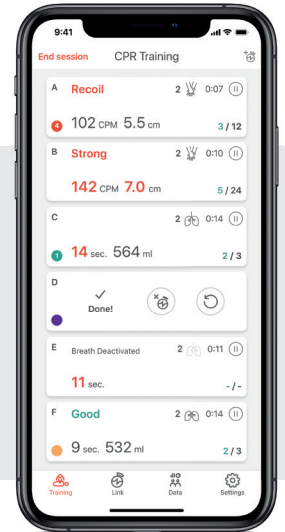 9:41
End session CPR Training
A Recoil 2 0:07
4 102 CPM 5.5 cm 3 / 12
B Strong 2 0:10
142 CPM 7.0 cm 5 / 24
C 2 0:14
1 14 sec. 564 ml 2 / 3
D
Done!
E Breath Deactivated 2 0:11
11 sec. - / -
F Good 2 0:14
9 sec. 532 ml 2 / 3
Training Link Data Settings